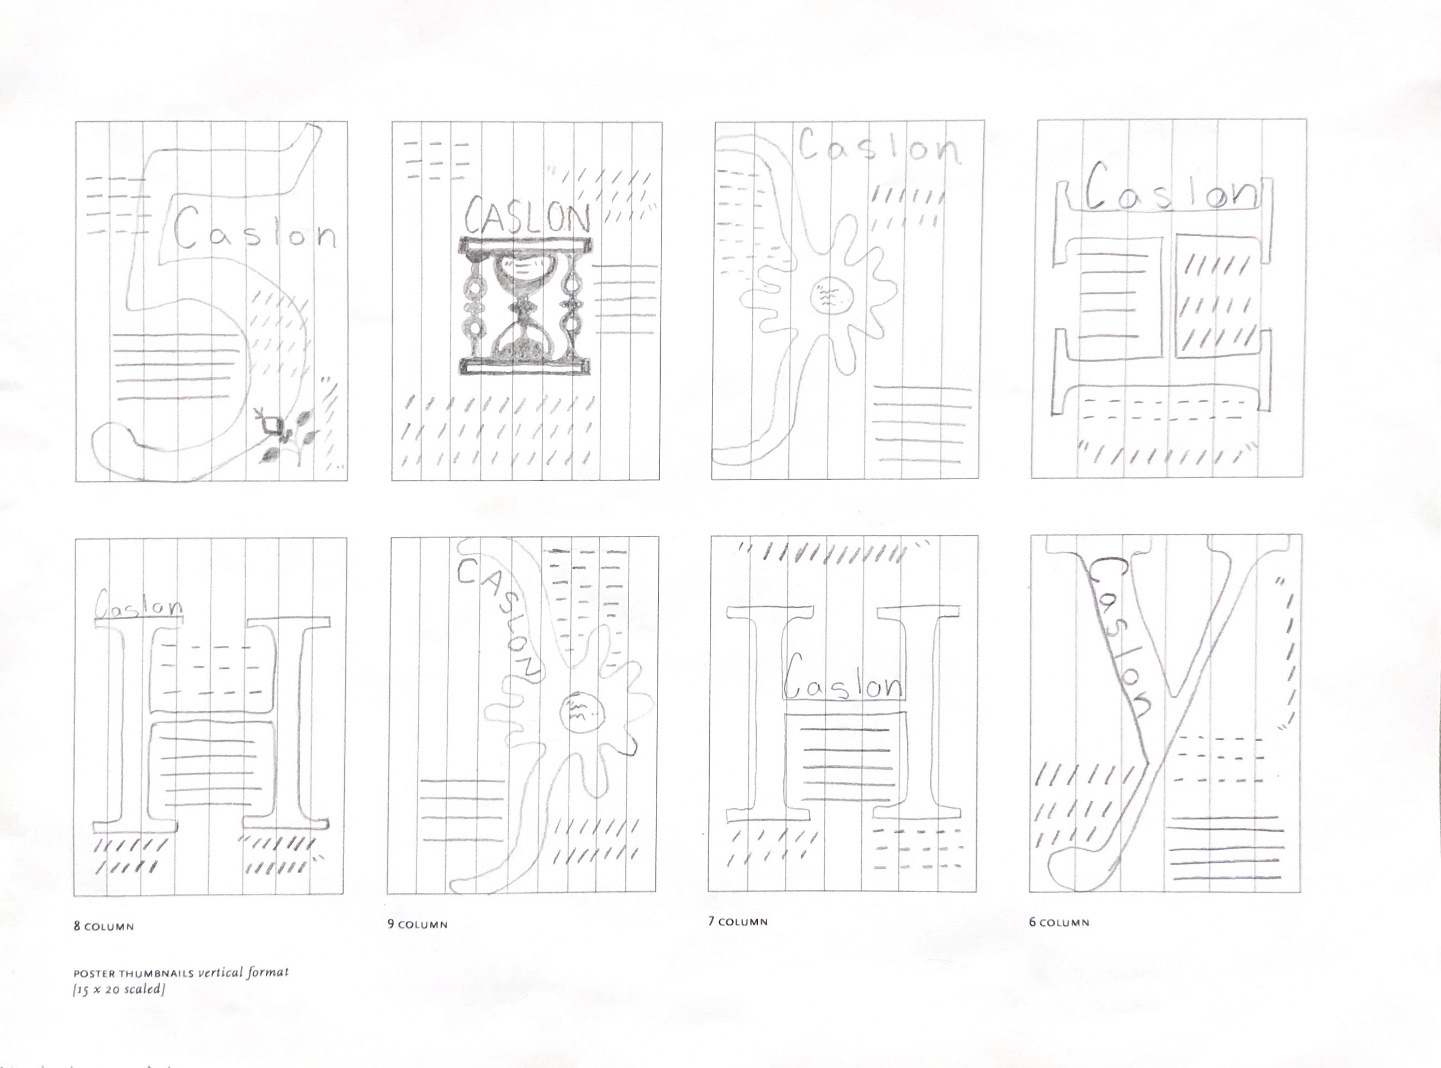 Caslon
CASLON
Caslon
Caslon
Caslon
CASLON
Caslon
Caslon
8 COLUMN
9 COLUMN
7 COLUMN
6 COLUMN
POSTER THUMBNAILS vertical format
[15 x 20 scaled]